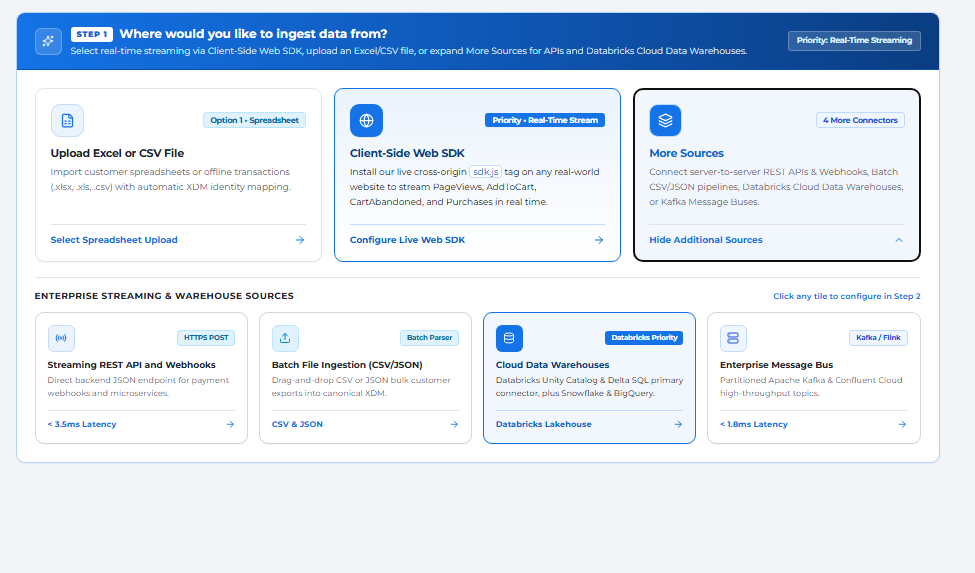 STEP 1 Where would you like to ingest data from?
Select real-time streaming via Client-Side Web SDK, upload an Excel/CSV file, or expand More Sources for APIs and Databricks Cloud Data Warehouses.
Priority: Real-Time Streaming
Option 1 • Spreadsheet
Upload Excel or CSV File
Import customer spreadsheets or offline transactions
(.xlsx, .xls, .csv) with automatic XDM identity mapping.
Select Spreadsheet Upload
Priority • Real-Time Stream
Client-Side Web SDK
Install our live cross-origin sdk.js tag on any real-world
website to stream PageViews, AddToCart,
CartAbandoned, and Purchases in real time.
Configure Live Web SDK
4 More Connectors
More Sources
Connect server-to-server REST APIs & Webhooks, Batch
CSV/JSON pipelines, Databricks Cloud Data Warehouses,
or Kafka Message Buses.
Hide Additional Sources
ENTERPRISE STREAMING & WAREHOUSE SOURCES
Click any tile to configure in Step 2
HTTPS POST
Streaming REST API and Webhooks
Direct backend JSON endpoint for payment
webhooks and microservices.
< 3.5ms Latency
Batch Parser
Batch File Ingestion (CSV/JSON)
Drag-and-drop CSV or JSON bulk customer
exports into canonical XDM.
CSV & JSON
Databricks Priority
Cloud Data Warehouses
Databricks Unity Catalog & Delta SQL primary
connector, plus Snowflake & BigQuery.
Databricks Lakehouse
Kafka / Flink
Enterprise Message Bus
Partitioned Apache Kafka & Confluent Cloud
high-throughput topics.
< 1.8ms Latency